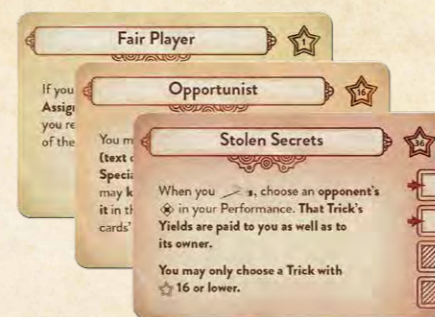 Fair Player
1
If you
Assig
you re
of the
Opportunist
16
You m
(text o
Specia
may k
it in th
cards'
Stolen Secrets
36
When you , choose an opponent's
in your Performance. That Trick's
Yields are paid to you as well as to
its owner.
You may only choose a Trick with
16 or lower.